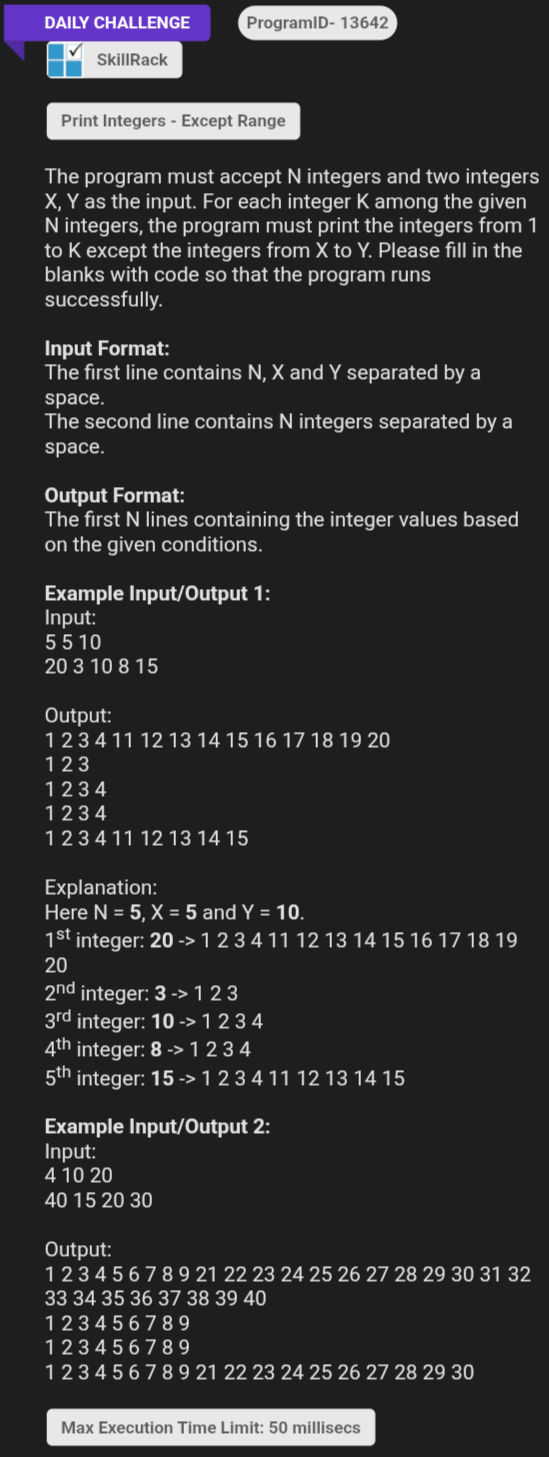 DAILY CHALLENGE
ProgramID- 13642
SkillRack
Print Integers - Except Range
The program must accept N integers and two integers
X, Y as the input. For each integer K among the given
N integers, the program must print the integers from 1
to K except the integers from X to Y. Please fill in the
blanks with code so that the program runs
successfully.
Input Format:
The first line contains N, X and Y separated by a
space.
The second line contains N integers separated by a
space.
Output Format:
The first N lines containing the integer values based
on the given conditions.
Example Input/Output 1:
Input:
5 5 10
20 3 10 8 15
Output:
1 2 3 4 11 12 13 14 15 16 17 18 19 20
1 2 3
1 2 3 4
1 2 3 4
1 2 3 4 11 12 13 14 15
Explanation:
Here N = 5, X = 5 and Y = 10.
1st integer: 20 -> 1 2 3 4 11 12 13 14 15 16 17 18 19
20
2nd integer: 3 -> 1 2 3
3rd integer: 10 -> 1 2 3 4
4th integer: 8 -> 1 2 3 4
5th integer: 15 -> 1 2 3 4 11 12 13 14 15
Example Input/Output 2:
Input:
4 10 20
40 15 20 30
Output:
1 2 3 4 5 6 7 8 9 21 22 23 24 25 26 27 28 29 30 31 32
33 34 35 36 37 38 39 40
1 2 3 4 5 6 7 8 9
1 2 3 4 5 6 7 8 9
1 2 3 4 5 6 7 8 9 21 22 23 24 25 26 27 28 29 30
Max Execution Time Limit: 50 millisecs